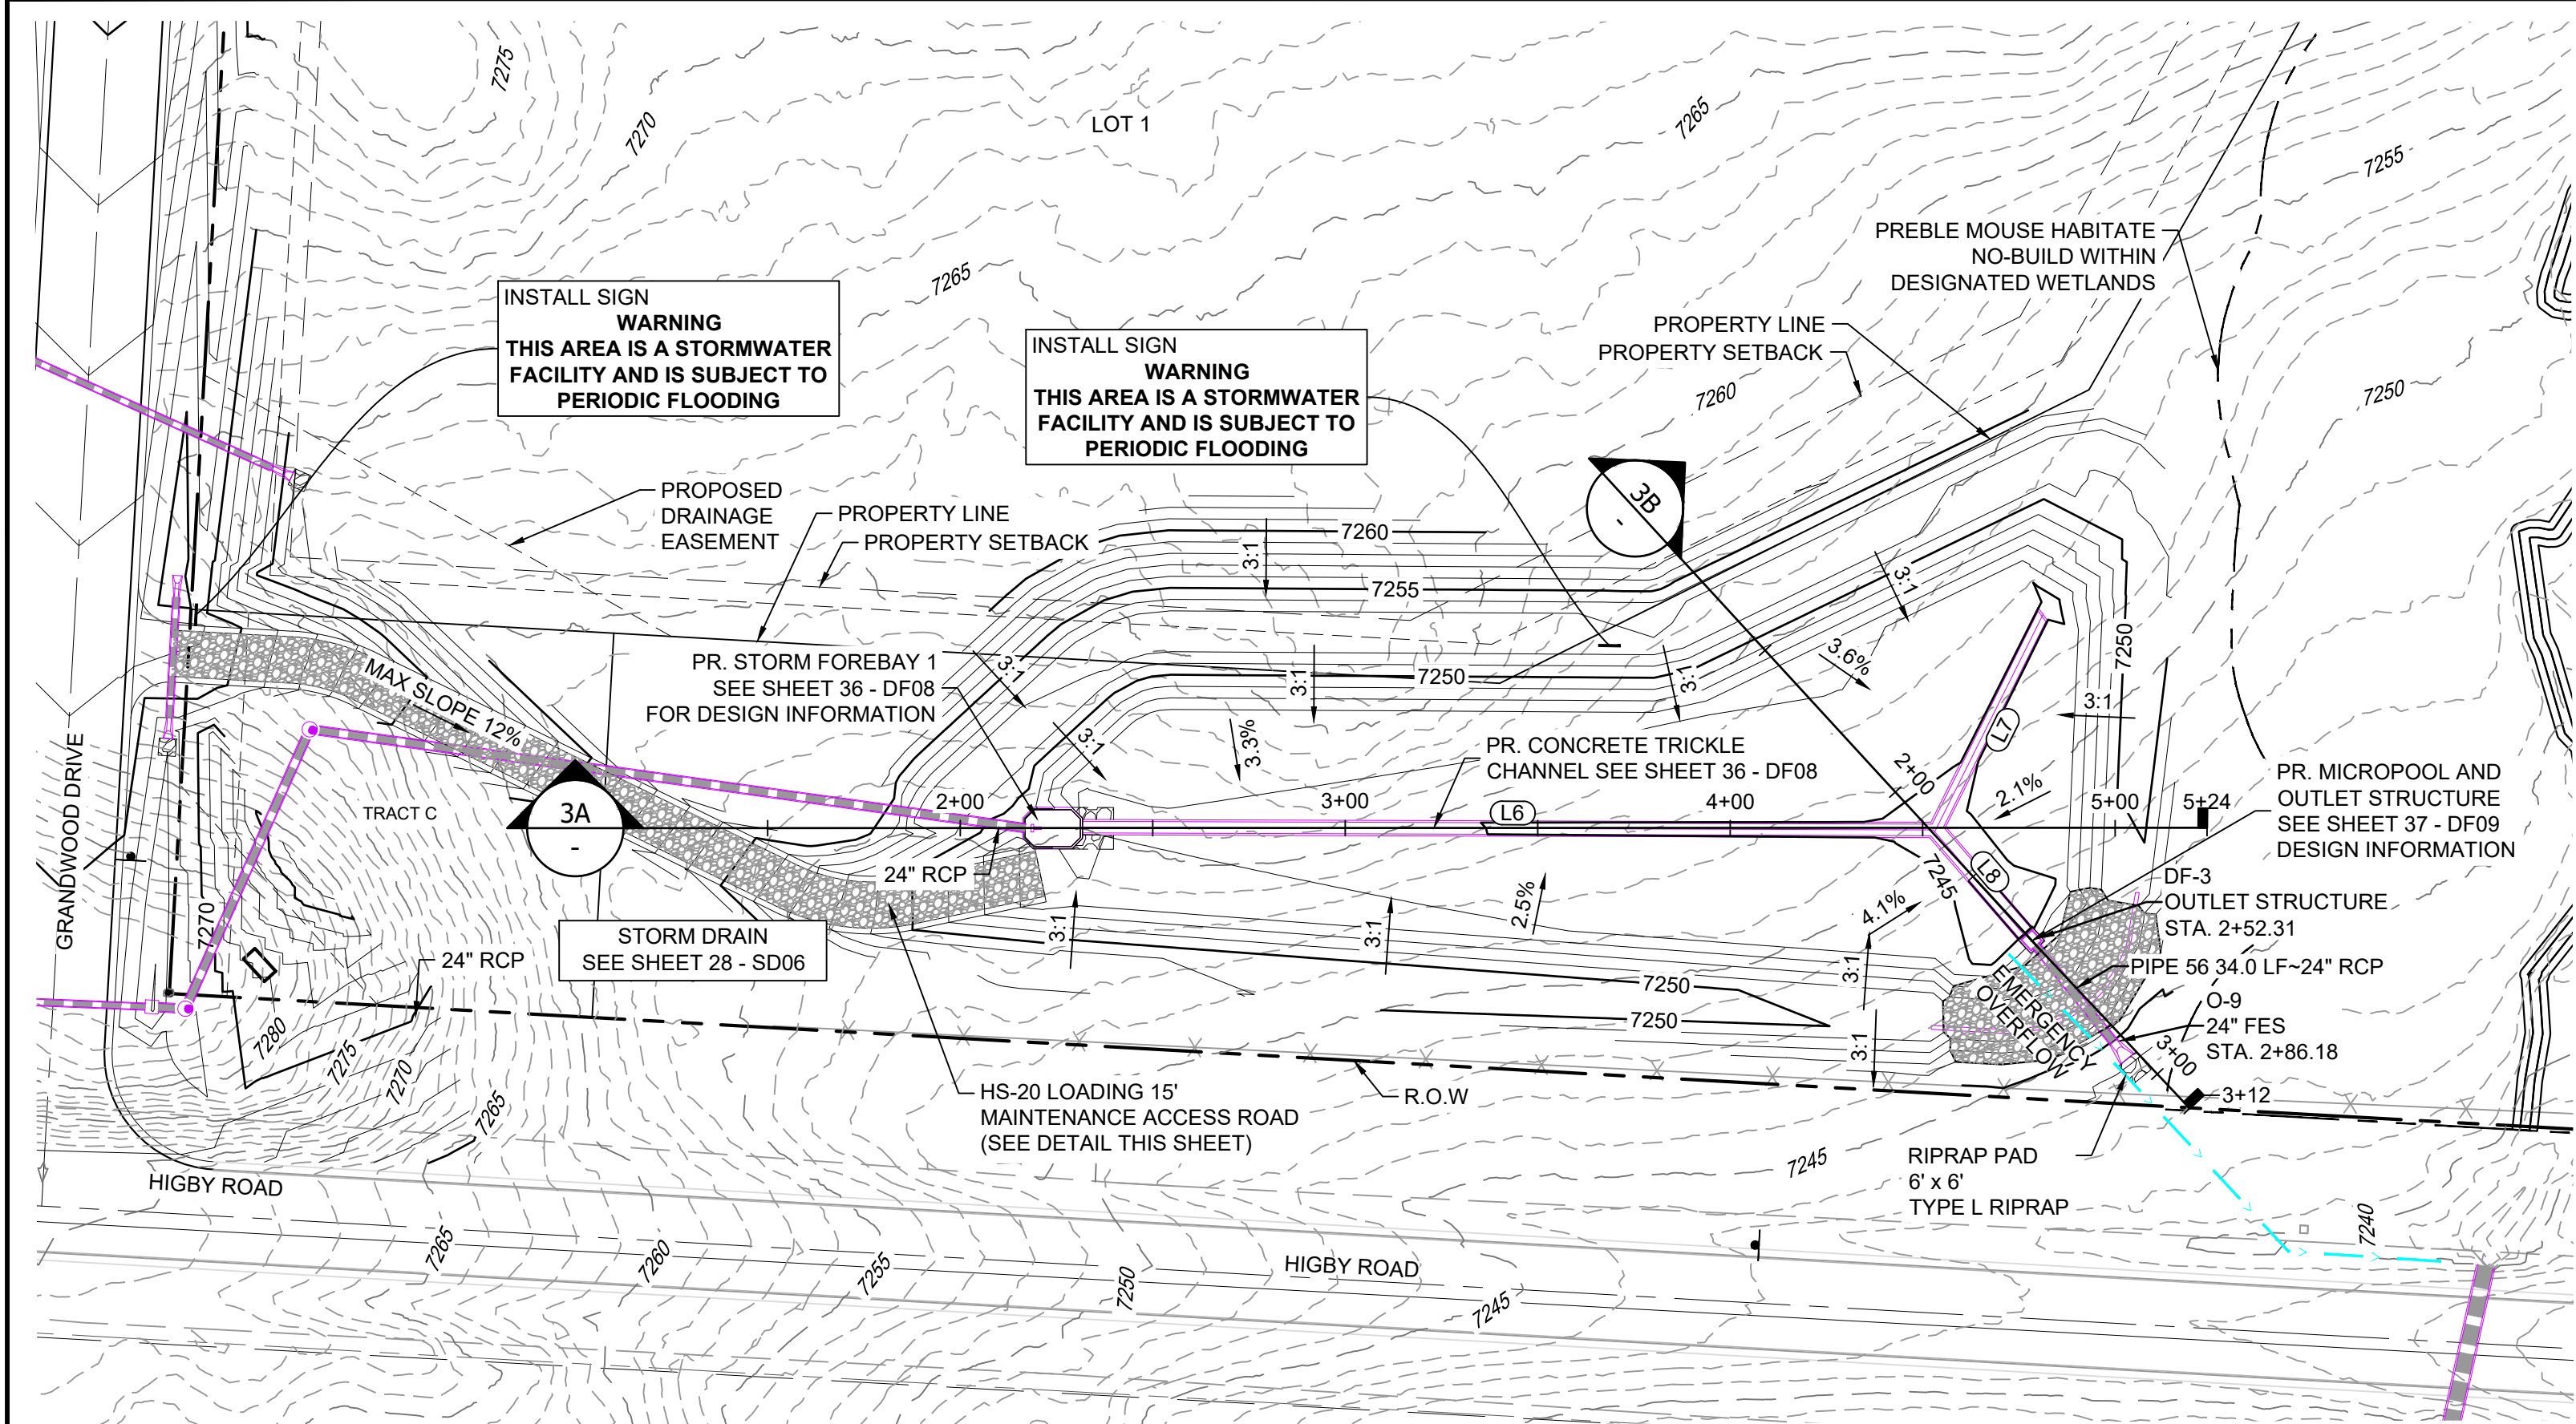 7275
7270
LOT 1
7265
7255
PREBLE MOUSE HABITATE
NO-BUILD WITHIN
DESIGNATED WETLANDS
7265
INSTALL SIGN
WARNING
THIS AREA IS A STORMWATER
FACILITY AND IS SUBJECT TO
PERIODIC FLOODING
INSTALL SIGN
WARNING
THIS AREA IS A STORMWATER
FACILITY AND IS SUBJECT TO
PERIODIC FLOODING
PROPERTY LINE
PROPERTY SETBACK
7260
7250
3B
-
PROPOSED
DRAINAGE
EASEMENT
PROPERTY LINE
PROPERTY SETBACK
7260
3:1
7255
3:1
7250
3:1
3.6%
MAX SLOPE 12%
PR. STORM FOREBAY 1
SEE SHEET 36 - DF08
FOR DESIGN INFORMATION
3:1
3:1
7250
3:1
3:1
3:1
3.3%
L7
PR. CONCRETE TRICKLE
CHANNEL SEE SHEET 36 - DF08
2+00
2.1%
PR. MICROPOOL AND
OUTLET STRUCTURE
SEE SHEET 37 - DF09
DESIGN INFORMATION
GRANDWOOD DRIVE
TRACT C
3A
-
2+00
3+00
L6
4+00
5+00
5+24
24" RCP
7245
L8
DF-3
OUTLET STRUCTURE
STA. 2+52.31
7270
STORM DRAIN
SEE SHEET 28 - SD06
3:1
3:1
2.5%
4.1%
3:1
24" RCP
7250
7250
EMERGENCY
OVERFLOW
PIPE 56 34.0 LF~24" RCP
O-9
24" FES
STA. 2+86.18
7280
7275
7270
7265
3:1
3+00
3+12
HS-20 LOADING 15'
MAINTENANCE ACCESS ROAD
(SEE DETAIL THIS SHEET)
R.O.W
7245
RIPRAP PAD
6' x 6'
TYPE L RIPRAP
HIGBY ROAD
7265
7260
7255
7250
HIGBY ROAD
7245
7240